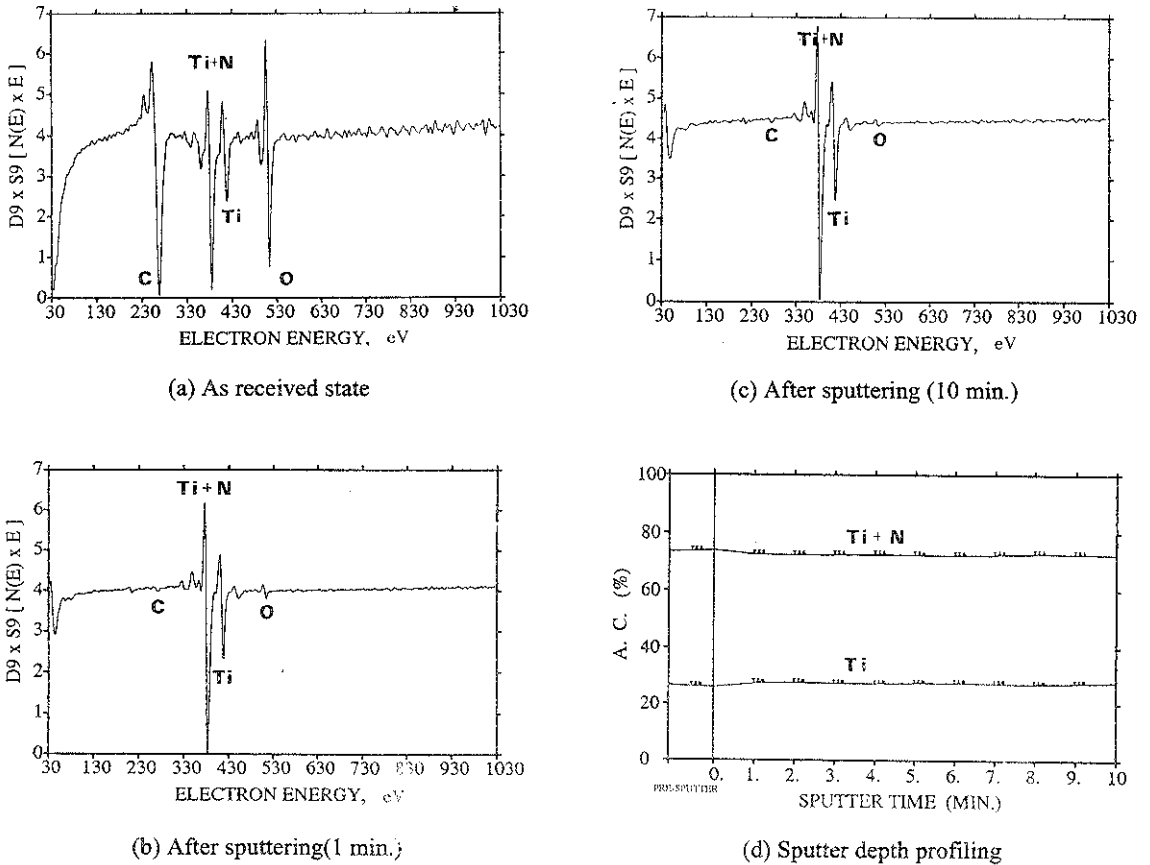 7
6
5
4
3
2
1
0
D9 x S9 [ N(E) x E ]
Ti+N
Ti
C
O
30 130 230 330 430 530 630 730 830 930 1030
ELECTRON ENERGY, eV
(a) As received state
7
6
5
4
3
2
1
0
D9 x S9 [ N(E) x E ]
Ti+N
C
O
Ti
30 130 230 330 430 530 630 730 830 930 1030
ELECTRON ENERGY, eV
(c) After sputtering (10 min.)
7
6
5
4
3
2
1
0
D9 x S9 [ N(E) x E ]
Ti + N
C
O
Ti
30 130 230 330 430 530 630 730 830 930 1030
ELECTRON ENERGY, eV
(b) After sputtering(1 min.)
100
80
60
40
20
0
A. C. (%)
Ti + N
Ti
0. 1. 2. 3. 4. 5. 6. 7. 8. 9. 10
PRE-SPUTTER
SPUTTER TIME (MIN.)
(d) Sputter depth profiling